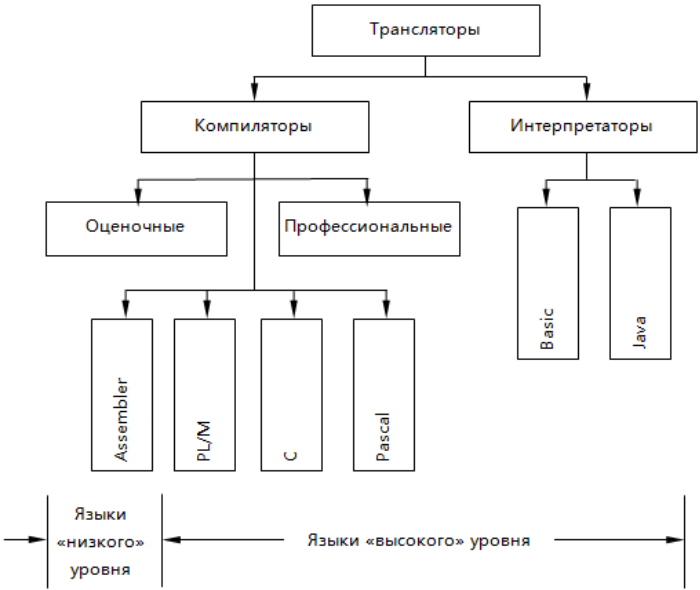 Трансляторы
Компиляторы
Интерпретаторы
Оценочные
Профессиональные
Assembler
PL/M
C
Pascal
Basic
Java
Языки
«низкого»
уровня
Языки «высокого» уровня